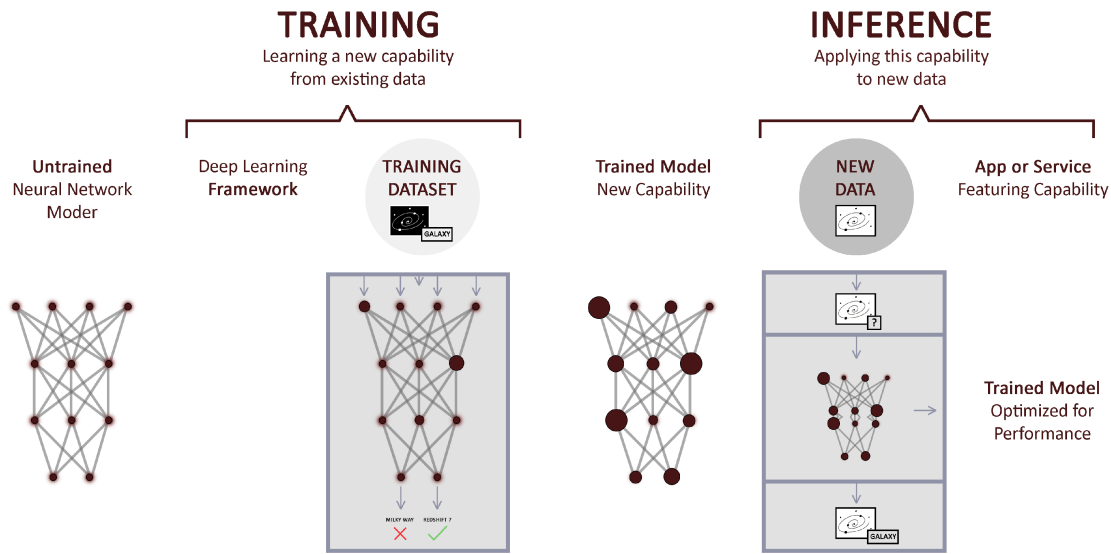 TRAINING
Learning a new capability
from existing data
INFERENCE
Applying this capability
to new data
Untrained
Neural Network
Moder
Deep Learning
Framework
TRAINING
DATASET
GALAXY
Trained Model
New Capability
NEW
DATA
App or Service
Featuring Capability
?
Trained Model
Optimized for
Performance
MILKY WAY
REDSHIFT 7
GALAXY